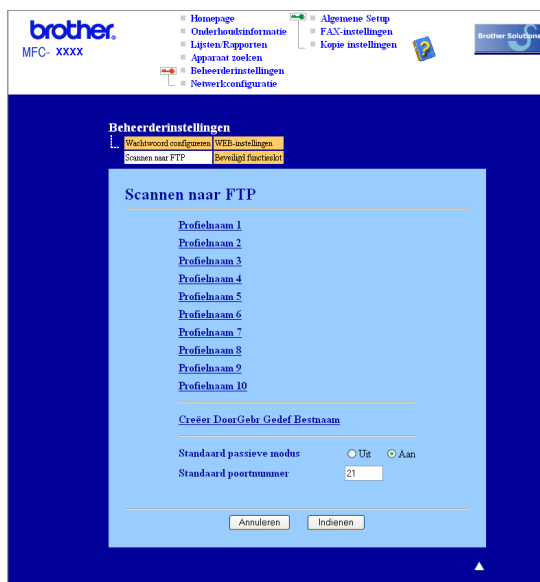 brother.
MFC- XXXX
Homepage
Onderhoudsinformatie
Lijsten/Rapporten
Apparaat zoeken
Beheerderinstellingen
Netwerkconfiguratie
Algemene Setup
FAX-instellingen
Kopie instellingen
Brother Solutions
Beheerderinstellingen
Wachtwoord configureren WEB-instellingen
Scannen naar FTP Beveiligd functieslot
Scannen naar FTP
Profielnaam 1
Profielnaam 2
Profielnaam 3
Profielnaam 4
Profielnaam 5
Profielnaam 6
Profielnaam 7
Profielnaam 8
Profielnaam 9
Profielnaam 10
Creëer DoorGebr Gedef Bestnaam
Standaard passieve modus Uit Aan
Standaard poortnummer 21
Annuleren Indienen